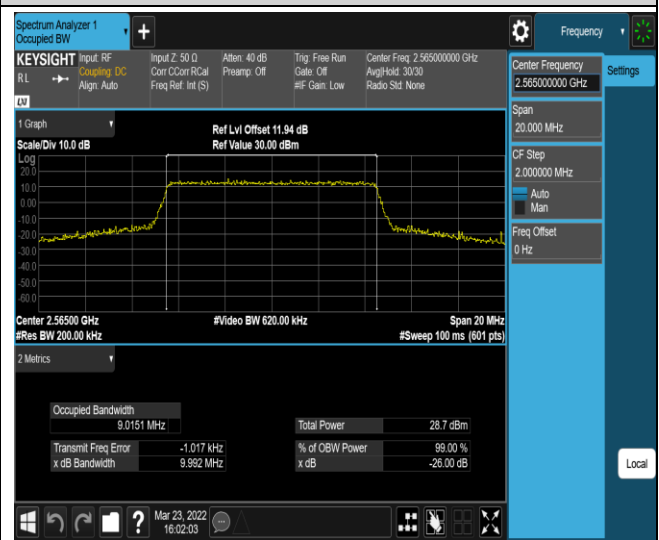 Spectrum Analyzer 1
Occupied BW
Frequency
KEYSIGHT
RL
LXI
Input: RF
Coupling: DC
Align: Auto
Input Z: 50 Ω
Corr CCorr RCal
Freq Ref: Int (S)
Atten: 40 dB
Preamp: Off
Trig: Free Run
Gate: Off
#IF Gain: Low
Center Freq: 2.565000000 GHz
Avg|Hold: 30/30
Radio Std: None
Center Frequency
2.565000000 GHz
Settings
Span
20.000 MHz
CF Step
2.000000 MHz
Auto
Man
Freq Offset
0 Hz
1 Graph
Scale/Div 10.0 dB
Ref Lvl Offset 11.94 dB
Ref Value 30.00 dBm
Log
20.0
10.0
0.00
-10.0
-20.0
-30.0
-40.0
-50.0
-60.0
Center 2.56500 GHz
#Res BW 200.00 kHz
#Video BW 620.00 kHz
Span 20 MHz
#Sweep 100 ms (601 pts)
2 Metrics
Occupied Bandwidth
9.0151 MHz
Total Power 28.7 dBm
Transmit Freq Error -1.017 kHz
% of OBW Power 99.00 %
x dB Bandwidth 9.992 MHz
x dB -26.00 dB
Local
?
Mar 23, 2022
16:02:03